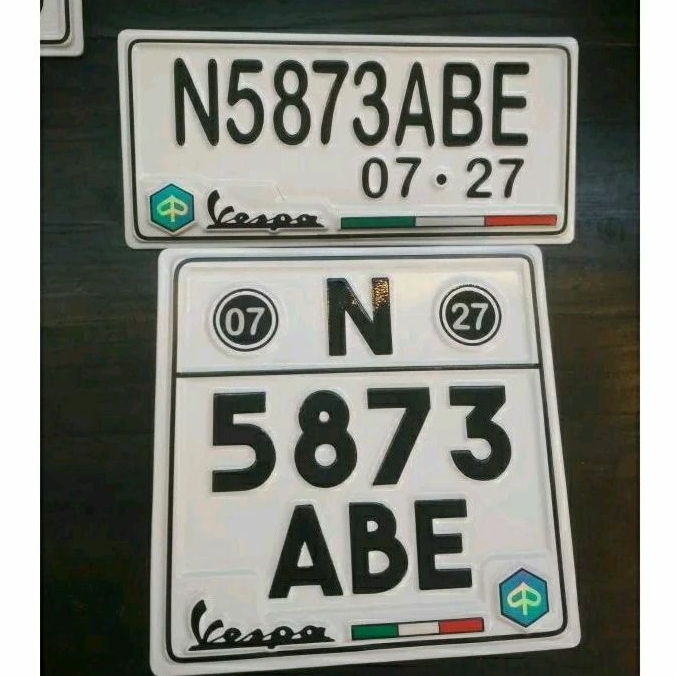 N5873ABE
07 • 27
Vespa
07 N 27
5873
ABE
Vespa